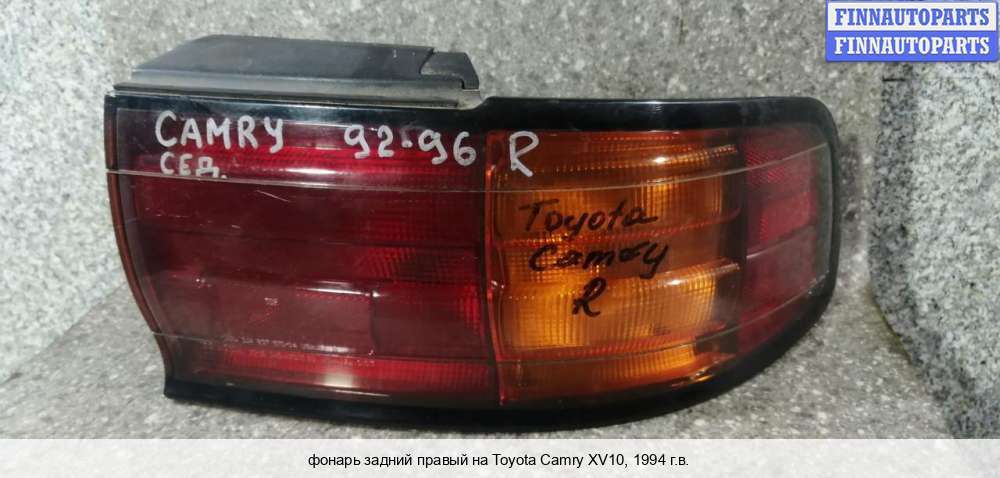 FINNAUTOPARTS
FINNAUTOPARTS
CAMRY 92-96 R
СЕД.
Toyota
Camry
R
фонарь задний правый на Toyota Camry XV10, 1994 г.в.